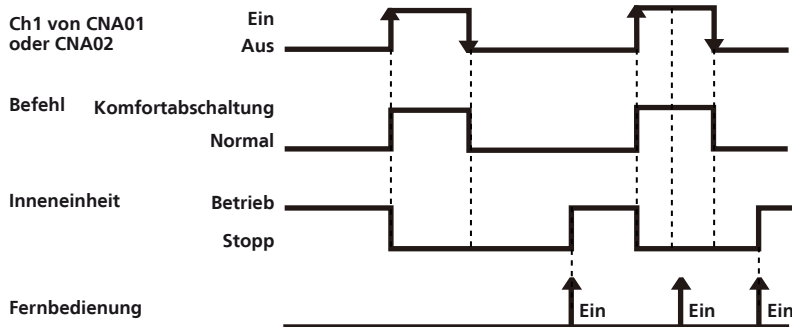 Ch1 von CNA01
oder CNA02
Ein
Aus
Befehl
Komfortabschaltung
Normal
Inneneinheit
Betrieb
Stopp
Fernbedienung
Ein
Ein
Ein